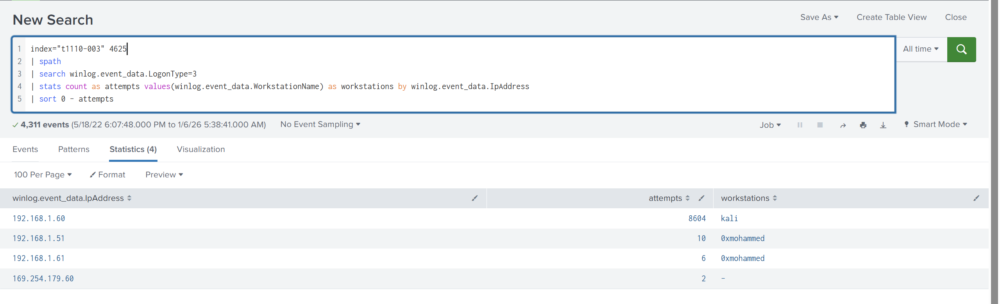 New Search
Save As Create Table View Close
1 index="t1110-003" 4625
All time
2 | spath
3 | search winlog.event_data.LogonType=3
4 | stats count as attempts values(winlog.event_data.WorkstationName) as workstations by winlog.event_data.IpAddress
5 | sort 0 - attempts
4,311 events (5/18/22 6:07:48.000 PM to 1/6/26 5:38:41.000 AM) No Event Sampling Job Smart Mode
Events Patterns Statistics (4) Visualization
100 Per Page Format Preview
winlog.event_data.IpAddress attempts workstations
192.168.1.60 8604 kali
192.168.1.51 10 0xmohammed
192.168.1.61 6 0xmohammed
169.254.179.60 2 -